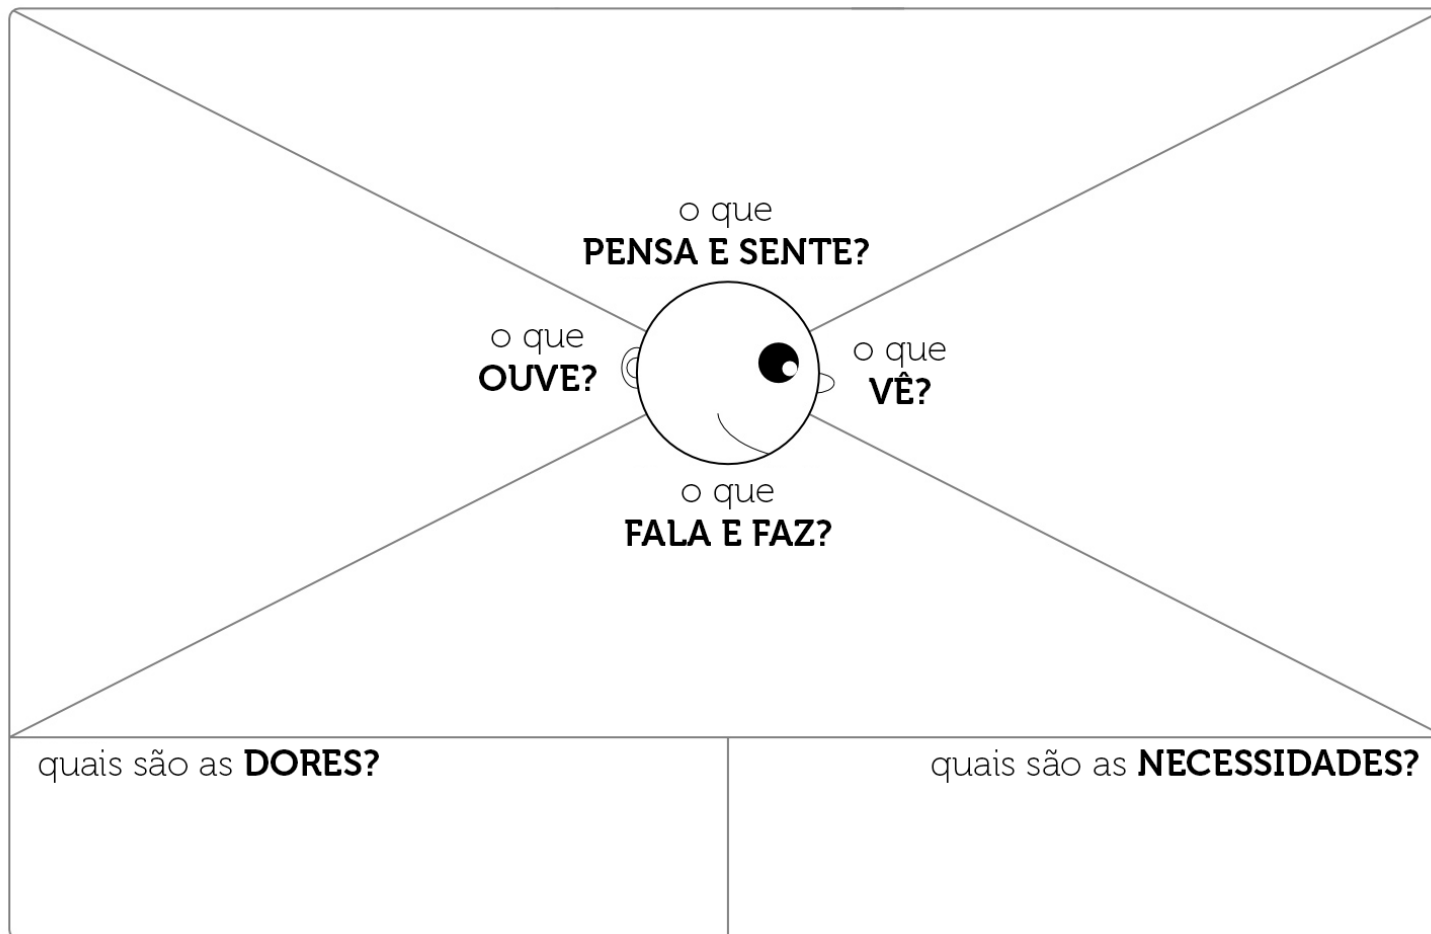 o que
PENSA E SENTE?
o que
OUVE?
o que
VÊ?
o que
FALA E FAZ?
quais são as DORES?
quais são as NECESSIDADES?